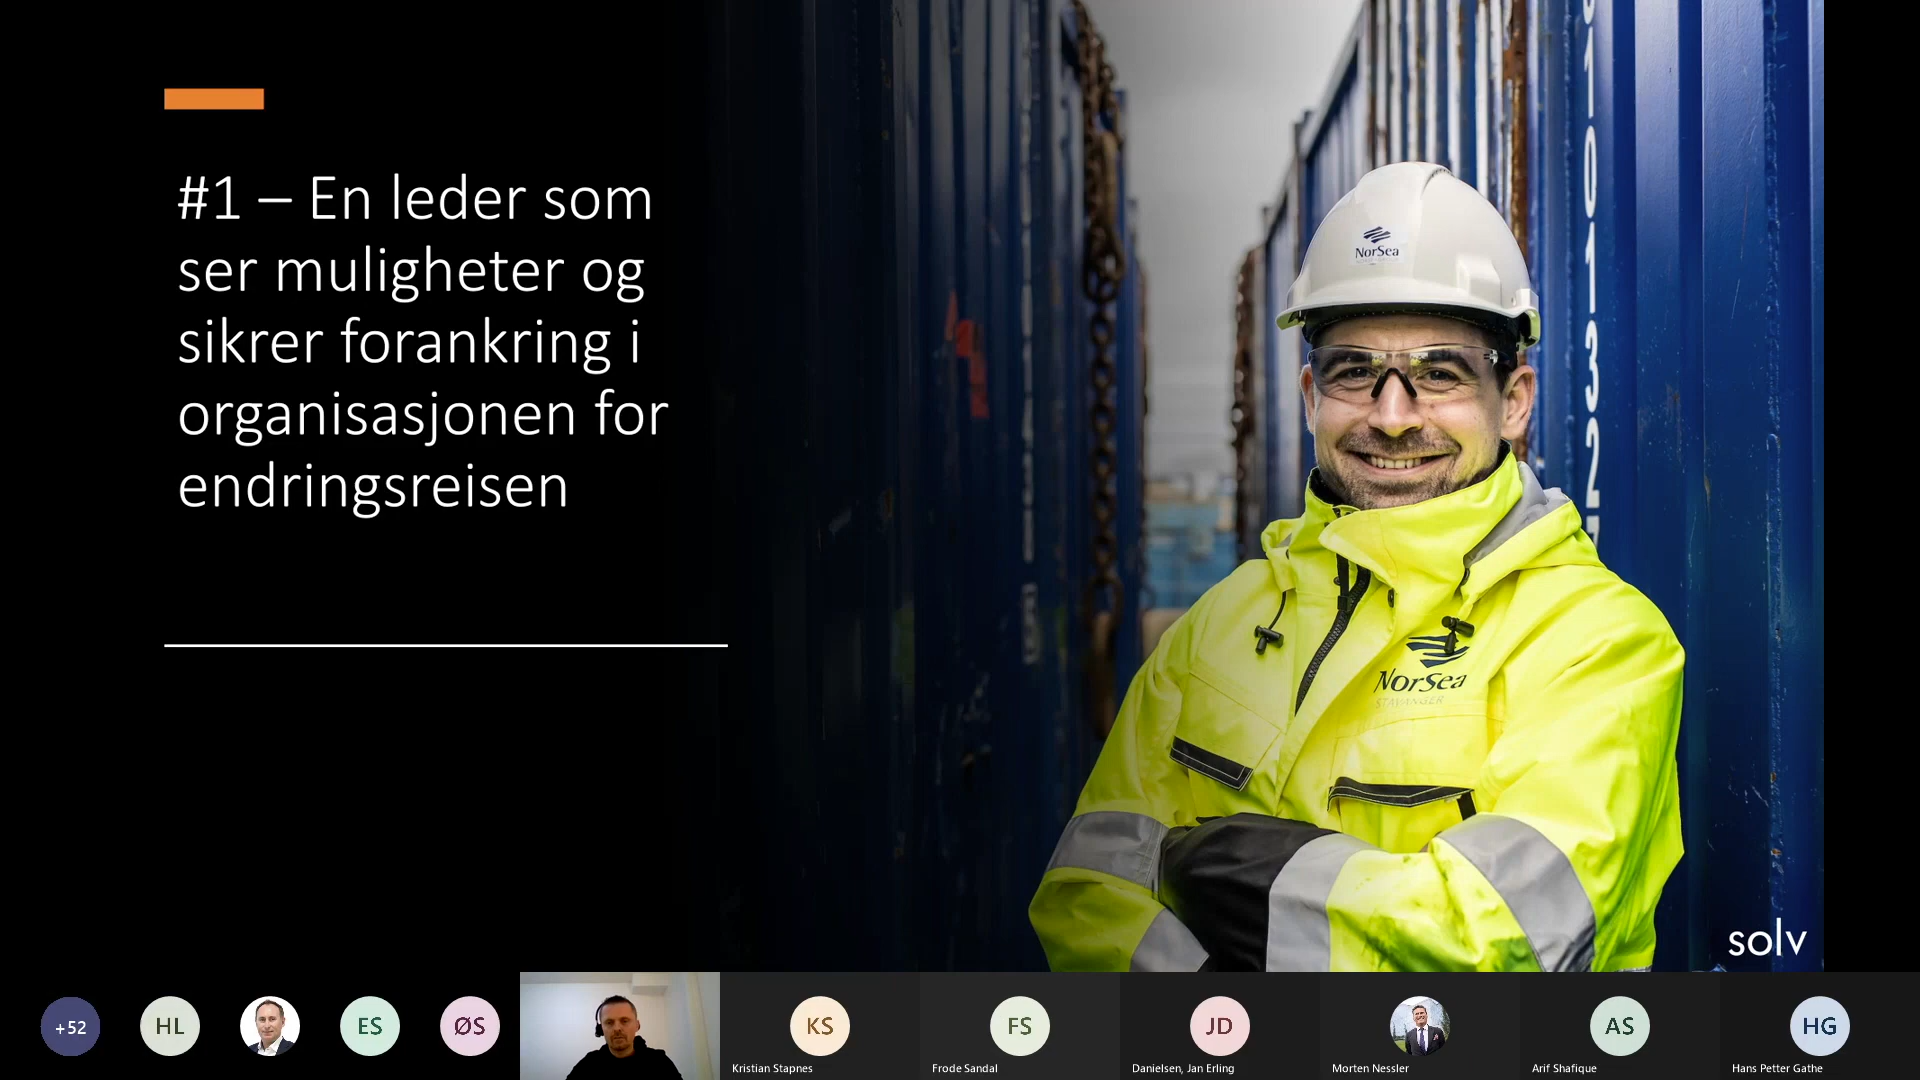 #1 – En leder som
ser muligheter og
sikrer forankring i
organisasjonen for
endringsreisen
NorSea
NorSea
STAVANGER
solv
+52
HL
ES
ØS
KS
Kristian Stapnes
FS
Frode Sandal
JD
Danielsen, Jan Erling
Morten Nessler
AS
Arif Shafique
HG
Hans Petter Gathe